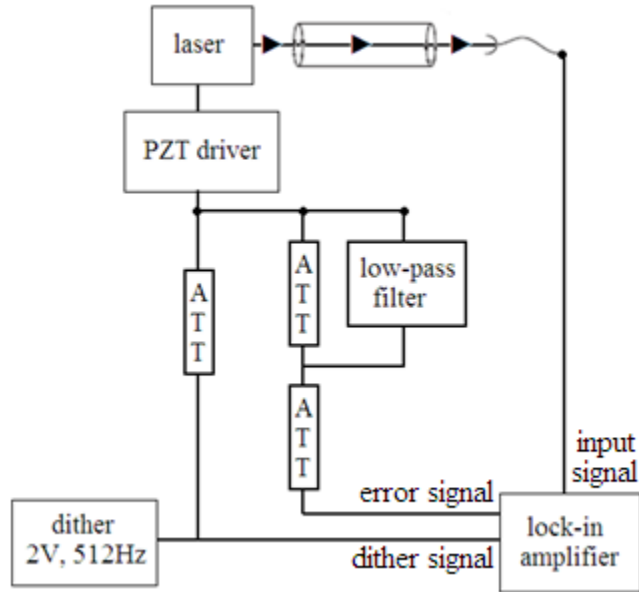 laser
PZT driver
A
T
T
A
T
T
low-pass
filter
A
T
T
input
signal
error signal
dither
2V, 512Hz
dither signal
lock-in
amplifier